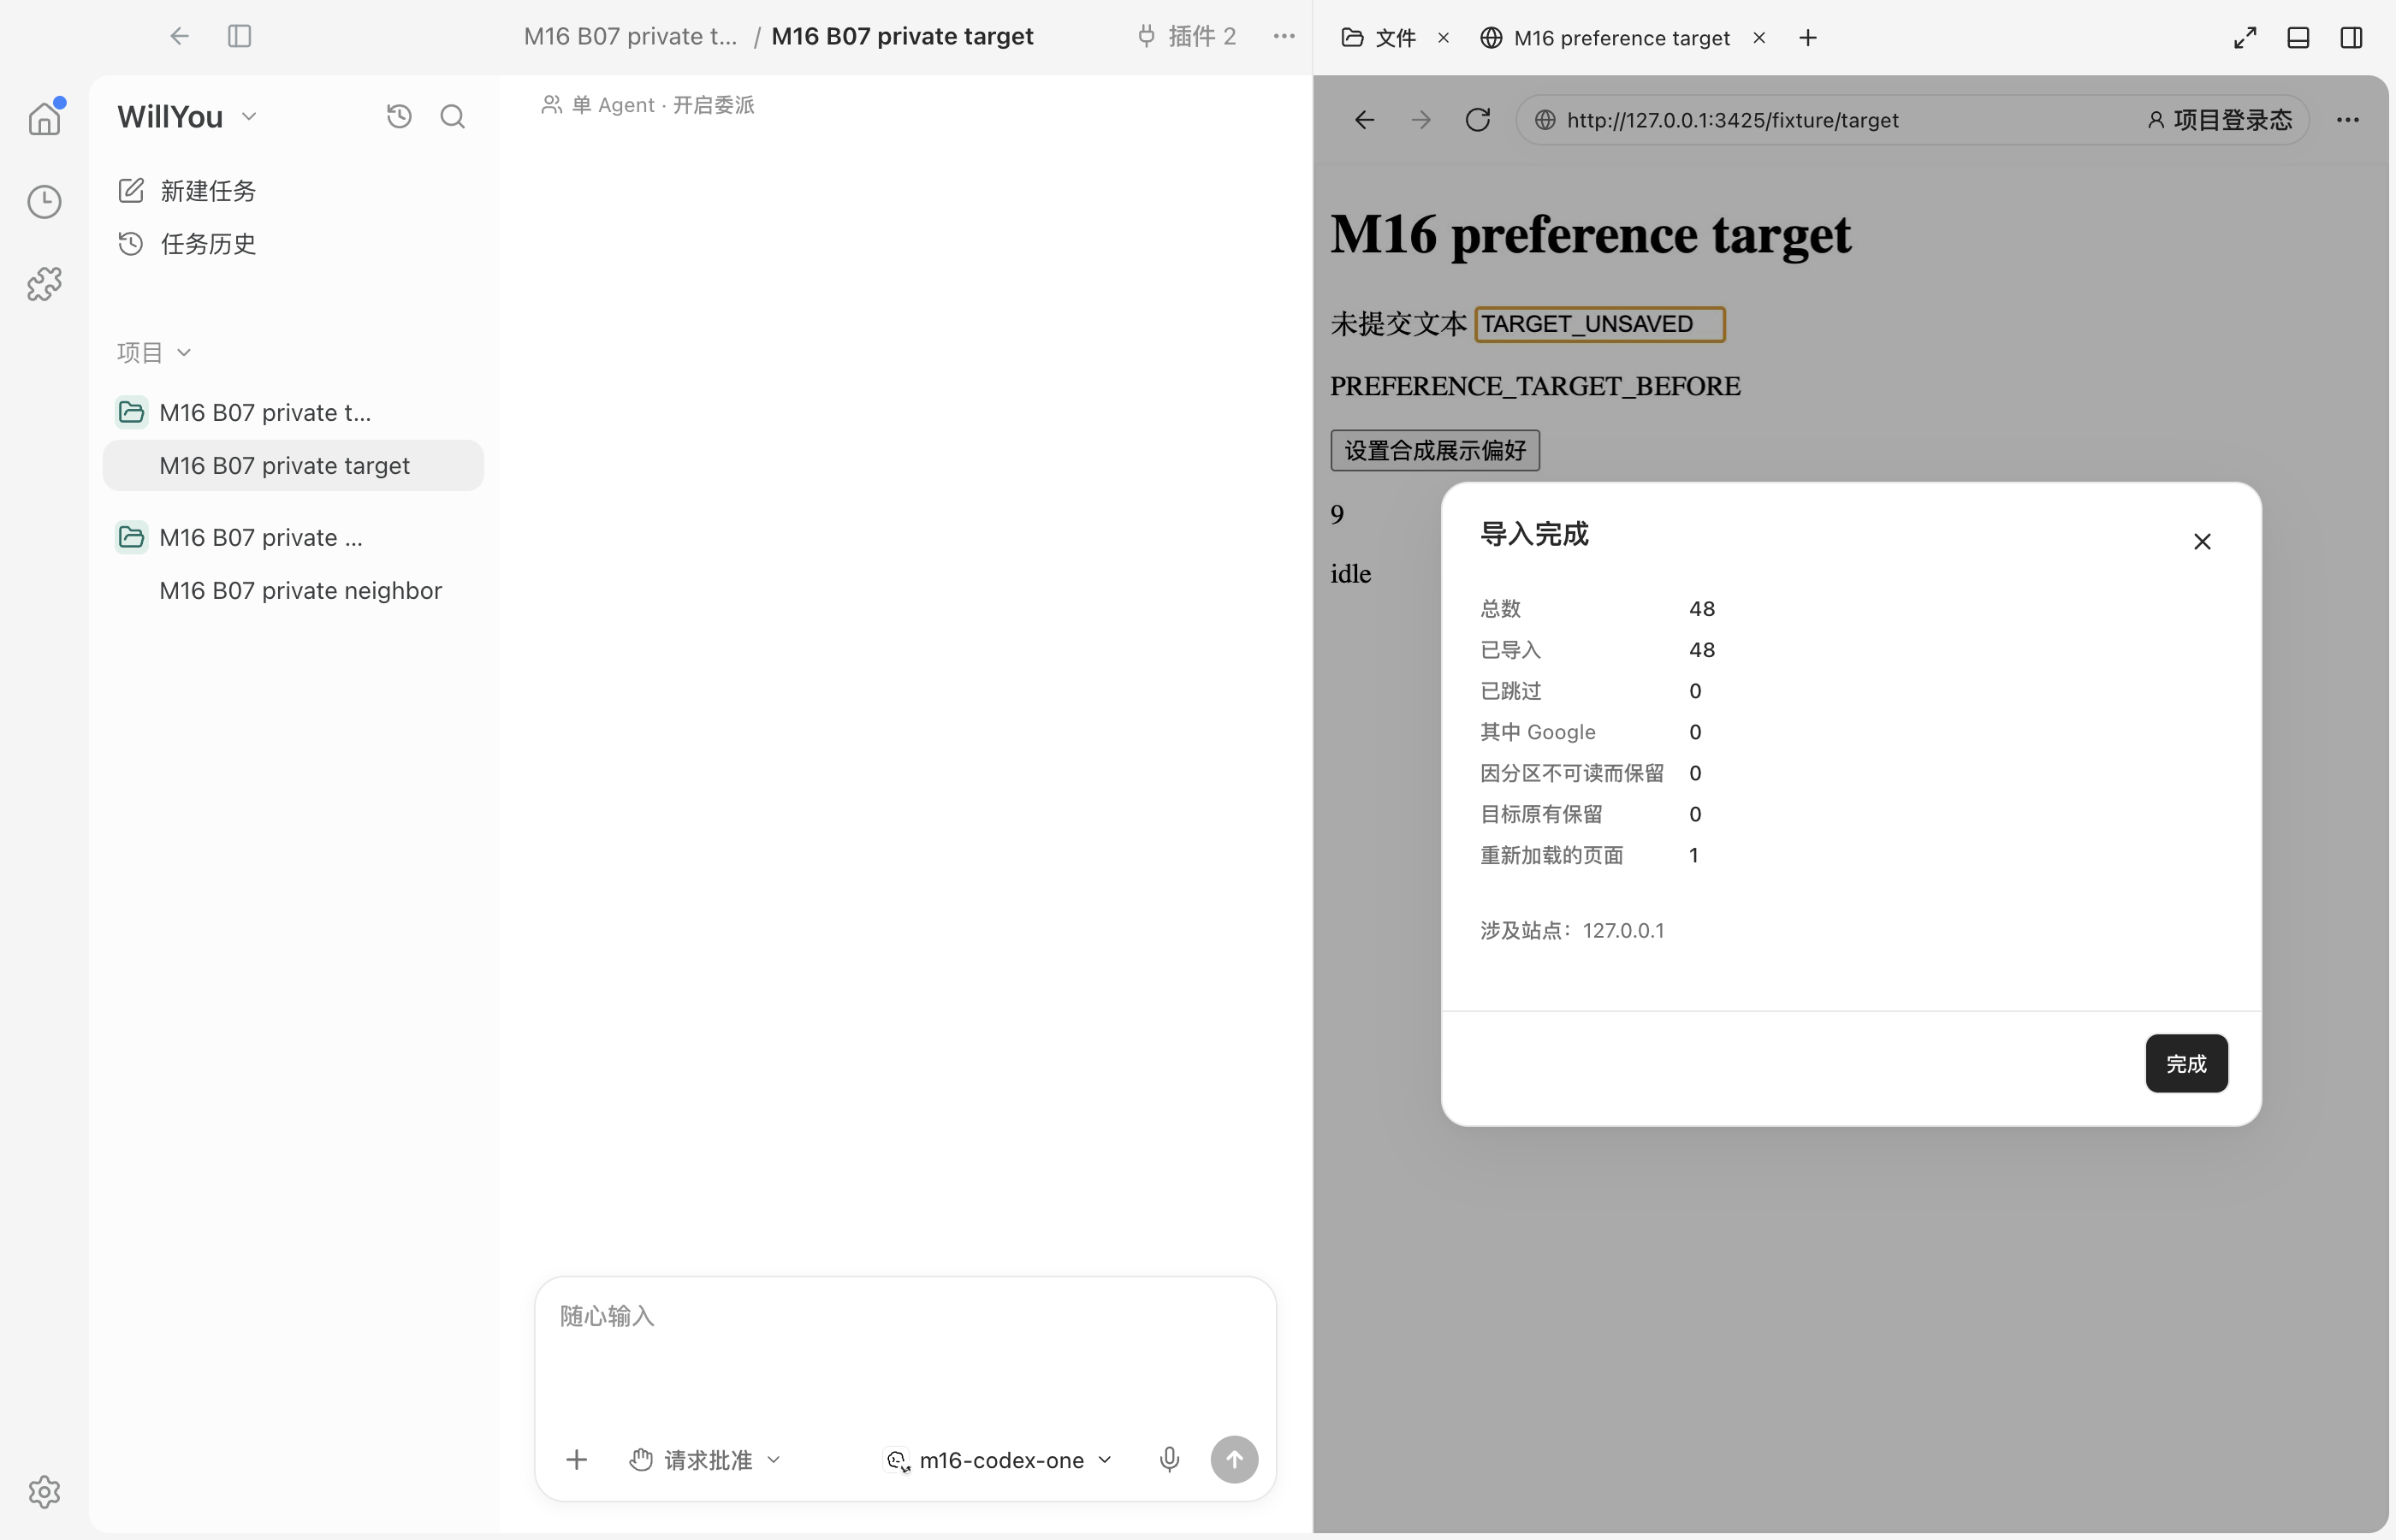 M16 B07 private t... / M16 B07 private target
插件 2
文件
M16 preference target
WillYou
新建任务
任务历史
项目
M16 B07 private t...
M16 B07 private target
M16 B07 private ...
M16 B07 private neighbor
单 Agent · 开启委派
随心输入
请求批准
m16-codex-one
http://127.0.0.1:3425/fixture/target
项目登录态
M16 preference target
未提交文本 TARGET_UNSAVED
PREFERENCE_TARGET_BEFORE
设置合成展示偏好
9
idle
导入完成
总数 48
已导入 48
已跳过 0
其中 Google 0
因分区不可读而保留 0
目标原有保留 0
重新加载的页面 1
涉及站点：127.0.0.1
完成